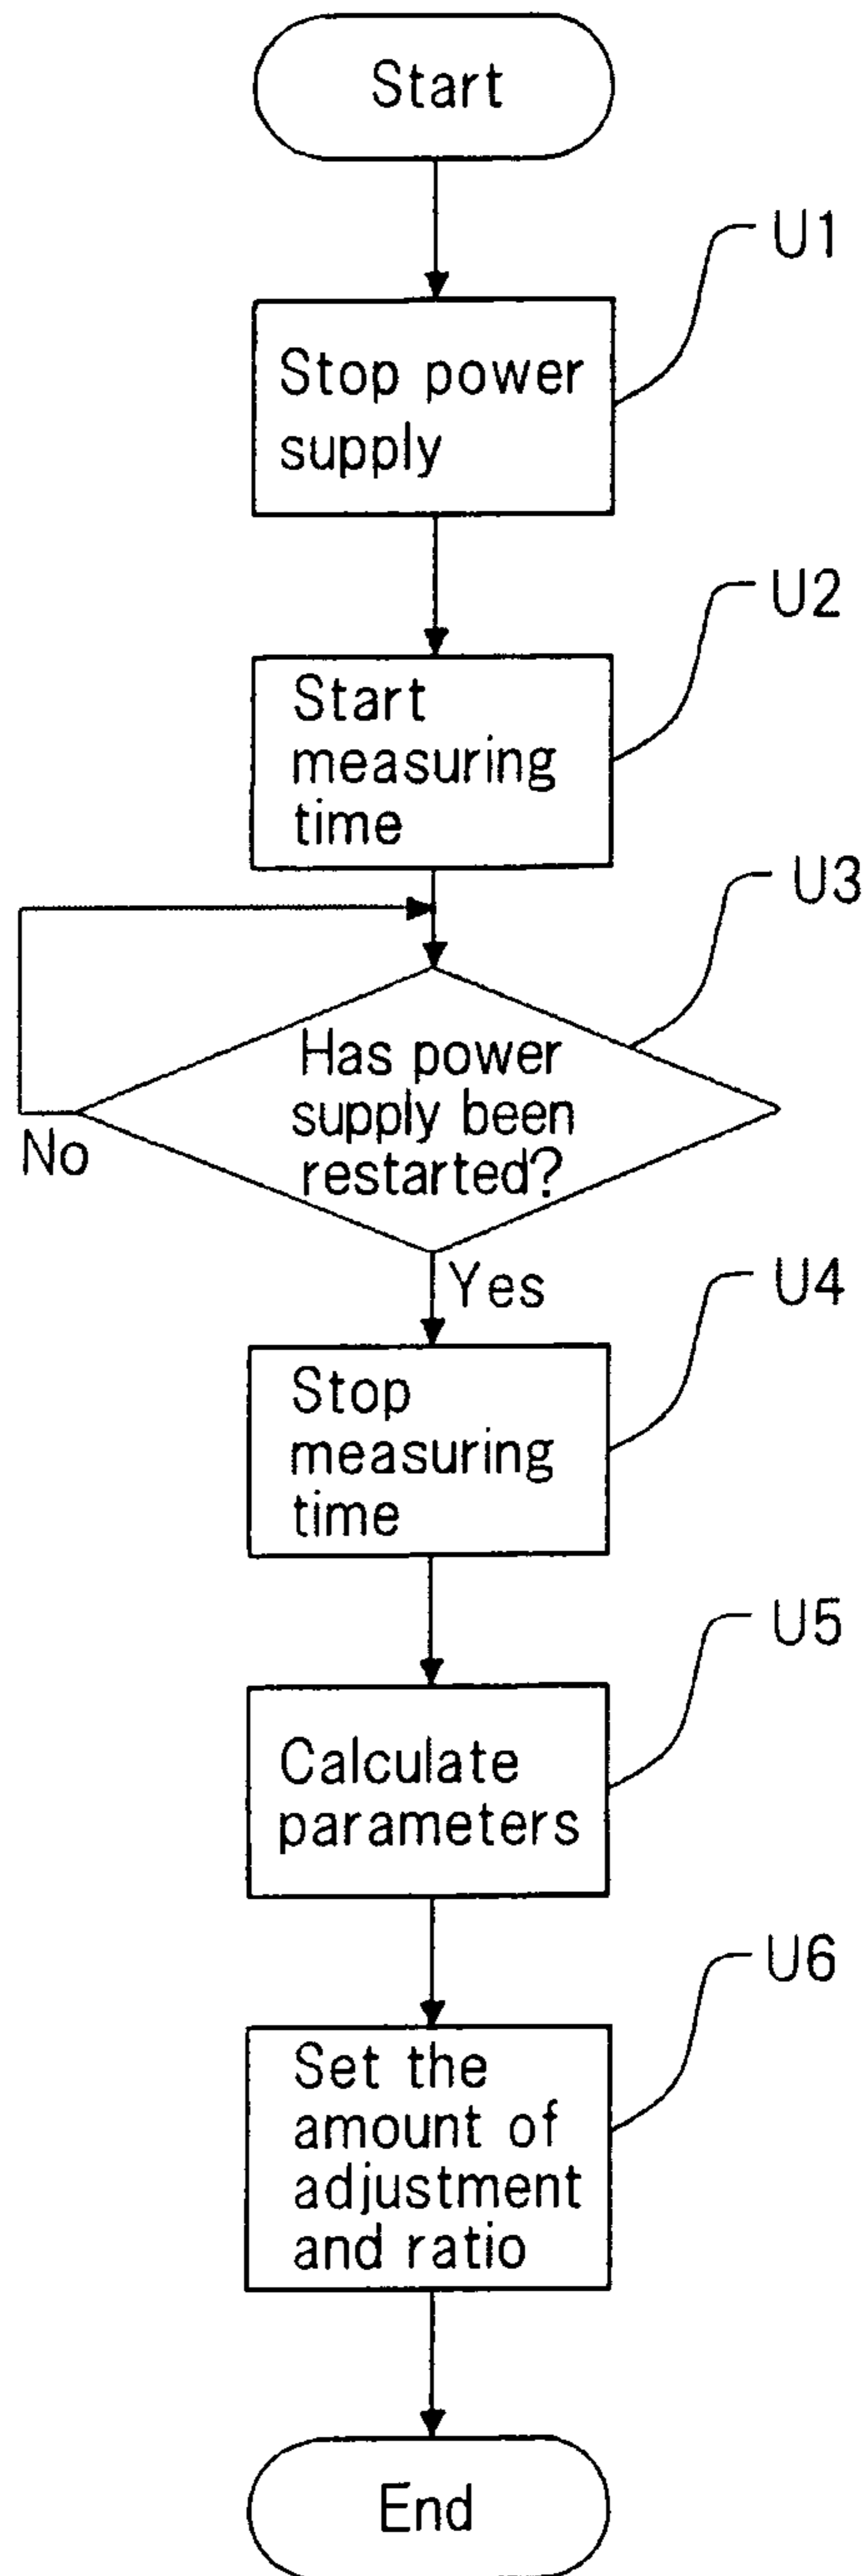 Start
U1
Stop power
supply
U2
Start
measuring
time
U3
Has power
supply been
restarted?
No
Yes
U4
Stop
measuring
time
U5
Calculate
parameters
U6
Set the
amount of
adjustment
and ratio
End